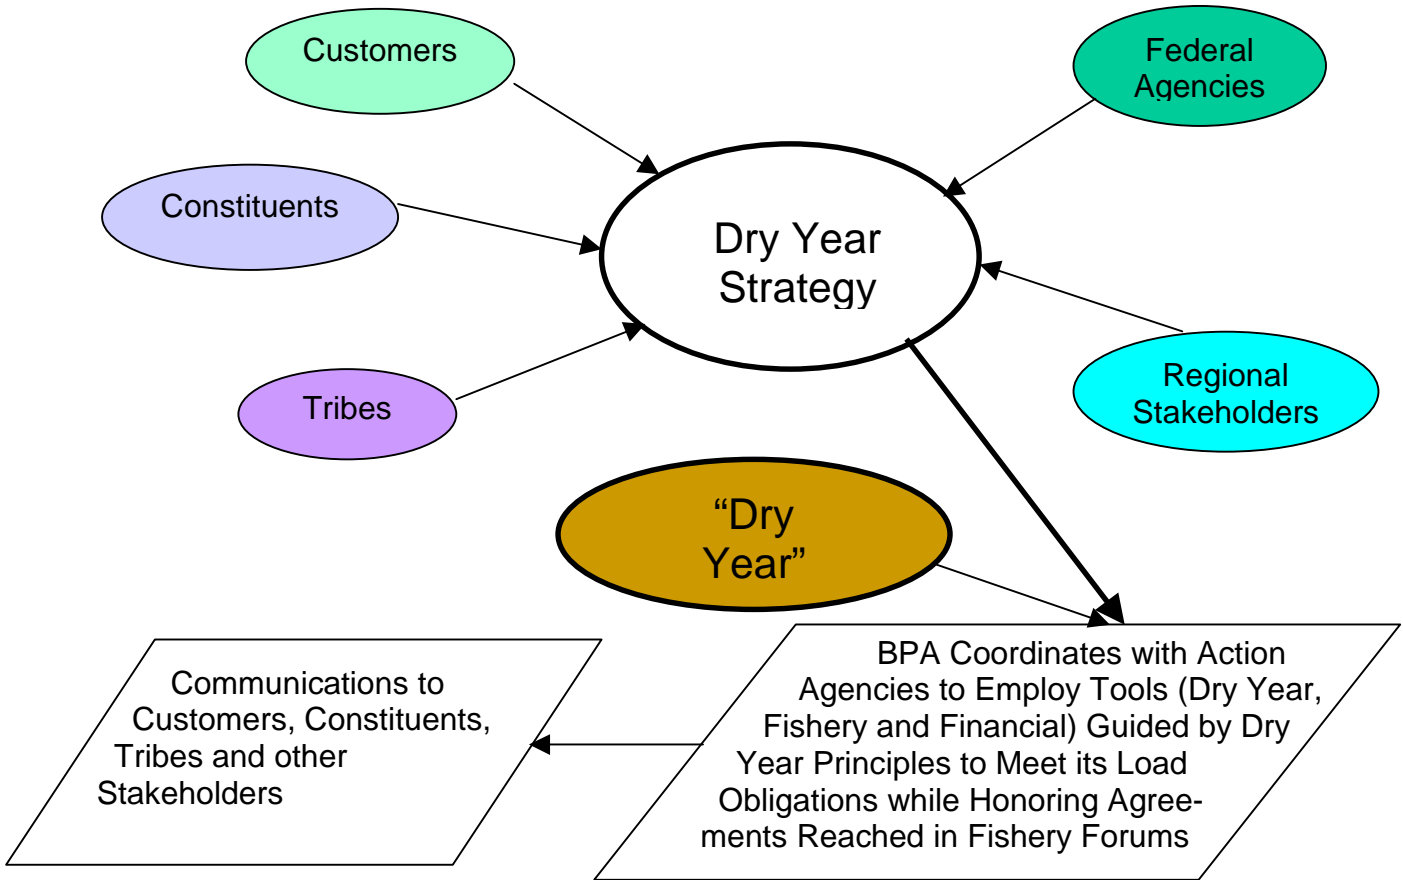 Customers
Federal
Agencies
Constituents
Dry Year
Strategy
Tribes
Regional
Stakeholders
“Dry
Year”
Communications to
Customers, Constituents,
Tribes and other
Stakeholders
BPA Coordinates with Action
Agencies to Employ Tools (Dry Year,
Fishery and Financial) Guided by Dry
Year Principles to Meet its Load
Obligations while Honoring Agree-
ments Reached in Fishery Forums